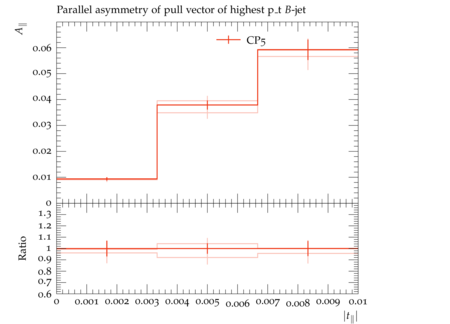 Parallel asymmetry of pull vector of highest p_t B-jet
A∥
CP5
0.06
0.05
0.04
0.03
0.02
0.01
0
Ratio
1.3
1.2
1.1
1
0.9
0.8
0.7
0.6
0 0.001 0.002 0.003 0.004 0.005 0.006 0.007 0.008 0.009 0.01
|t∥|